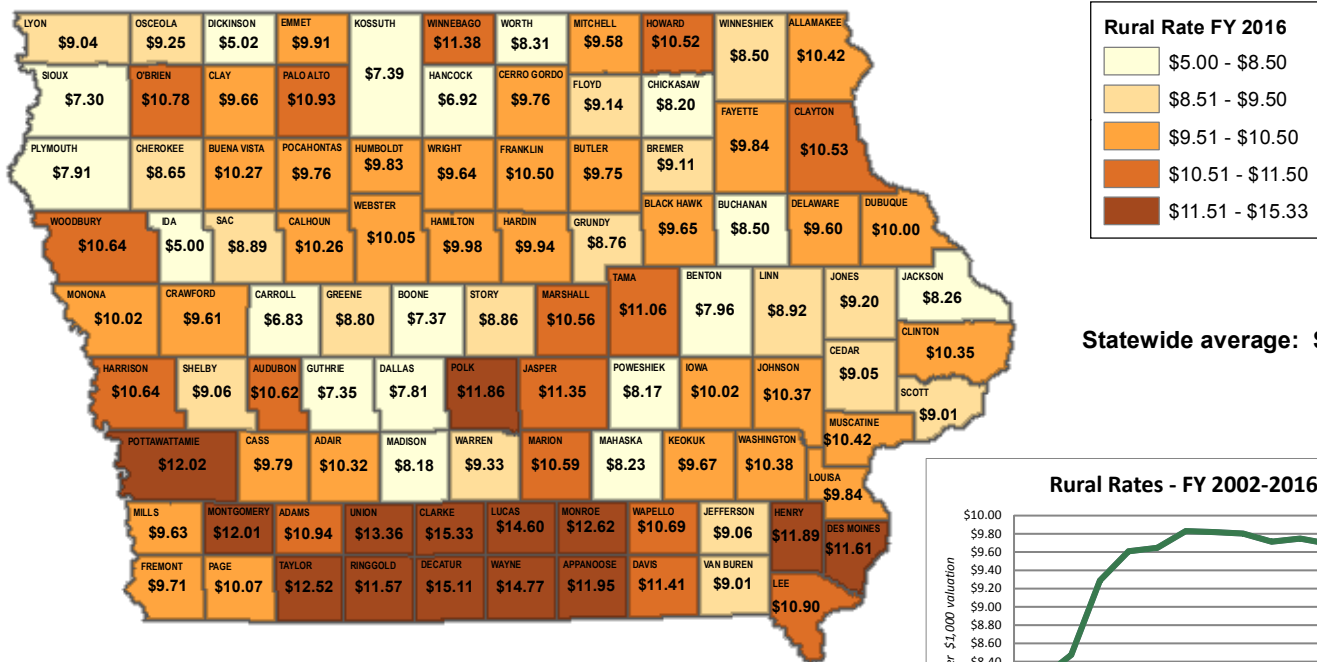 LYON
$9.04
OSCEOLA
$9.25
DICKINSON
$5.02
EMMET
$9.91
KOSSUTH
$7.39
WINNEBAGO
$11.38
WORTH
$8.31
MITCHELL
$9.58
HOWARD
$10.52
WINNESHIEK
$8.50
ALLAMAKEE
$10.42
SIOUX
$7.30
O'BRIEN
$10.78
CLAY
$9.66
PALO ALTO
$10.93
HANCOCK
$6.92
CERRO GORDO
$9.76
FLOYD
$9.14
CHICKASAW
$8.20
FAYETTE
$9.84
CLAYTON
$10.53
PLYMOUTH
$7.91
CHEROKEE
$8.65
BUENA VISTA
$10.27
POCAHONTAS
$9.76
HUMBOLDT
$9.83
WRIGHT
$9.64
FRANKLIN
$10.50
BUTLER
$9.75
BREMER
$9.11
WOODBURY
$10.64
IDA
$5.00
SAC
$8.89
CALHOUN
$10.26
WEBSTER
$10.05
HAMILTON
$9.98
HARDIN
$9.94
GRUNDY
$8.76
BLACK HAWK
$9.65
BUCHANAN
$8.50
DELAWARE
$9.60
DUBUQUE
$10.00
MONONA
$10.02
CRAWFORD
$9.61
CARROLL
$6.83
GREENE
$8.80
BOONE
$7.37
STORY
$8.86
MARSHALL
$10.56
TAMA
$11.06
BENTON
$7.96
LINN
$8.92
JONES
$9.20
JACKSON
$8.26
CLINTON
$10.35
HARRISON
$10.64
SHELBY
$9.06
AUDUBON
$10.62
GUTHRIE
$7.35
DALLAS
$7.81
POLK
$11.86
JASPER
$11.35
POWESHIEK
$8.17
IOWA
$10.02
JOHNSON
$10.37
CEDAR
$9.05
SCOTT
$9.01
MUSCATINE
$10.42
POTTAWATTAMIE
$12.02
CASS
$9.79
ADAIR
$10.32
MADISON
$8.18
WARREN
$9.33
MARION
$10.59
MAHASKA
$8.23
KEOKUK
$9.67
WASHINGTON
$10.38
LOUISA
$9.84
MILLS
$9.63
MONTGOMERY
$12.01
ADAMS
$10.94
UNION
$13.36
CLARKE
$15.33
LUCAS
$14.60
MONROE
$12.62
WAPELLO
$10.69
JEFFERSON
$9.06
HENRY
$11.89
DES MOINES
$11.61
FREMONT
$9.71
PAGE
$10.07
TAYLOR
$12.52
RINGGOLD
$11.57
DECATUR
$15.11
WAYNE
$14.77
APPANOOSE
$11.95
DAVIS
$11.41
VAN BUREN
$9.01
LEE
$10.90
Rural Rate FY 2016
$5.00 - $8.50
$8.51 - $9.50
$9.51 - $10.50
$10.51 - $11.50
$11.51 - $15.33
Statewide average: $
Rural Rates - FY 2002-2016
$10.00
$9.80
$9.60
$9.40
$9.20
$9.00
$8.80
$8.60
$8.40
$1,000 valuation